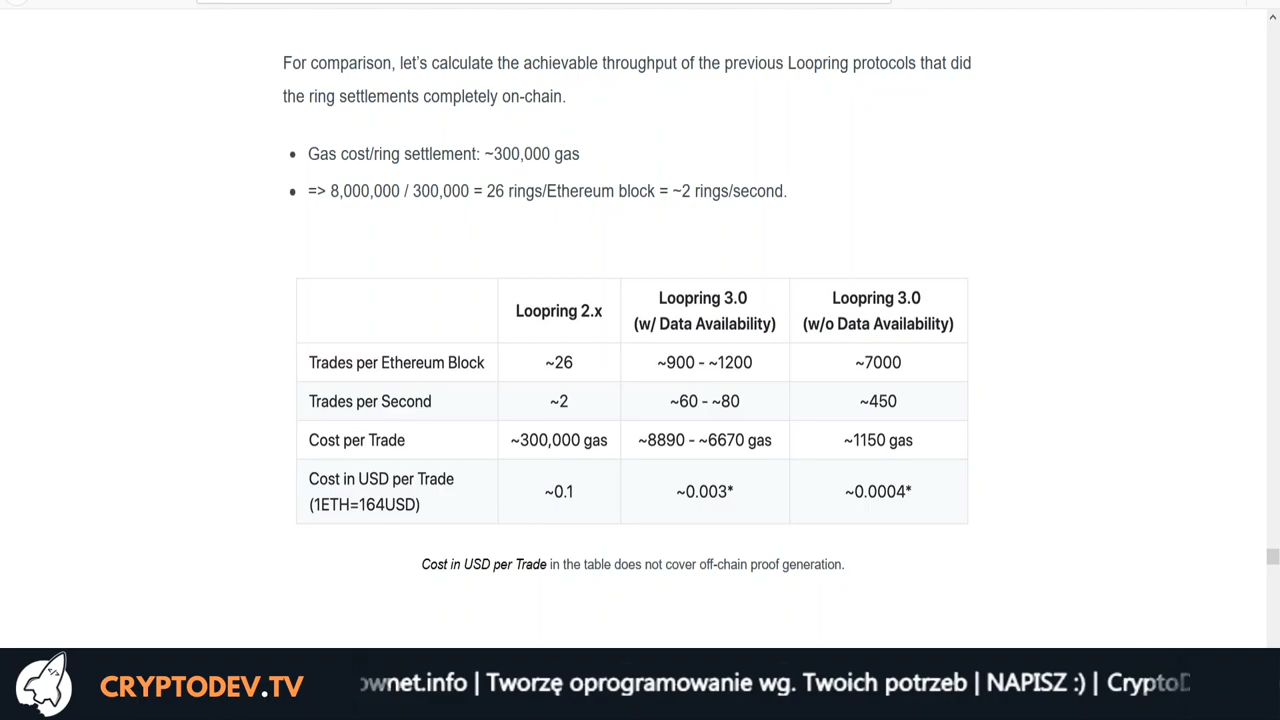 For comparison, let's calculate the achievable throughput of the previous Loopring protocols that did
the ring settlements completely on-chain.
• Gas cost/ring settlement: ~300,000 gas
• => 8,000,000 / 300,000 = 26 rings/Ethereum block = ~2 rings/second.
Loopring 2.x
Loopring 3.0
(w/ Data Availability)
Loopring 3.0
(w/o Data Availability)
Trades per Ethereum Block ~26 ~900 - ~1200 ~7000
Trades per Second ~2 ~60 - ~80 ~450
Cost per Trade ~300,000 gas ~8890 - ~6670 gas ~1150 gas
Cost in USD per Trade
(1ETH=164USD) ~0.1 ~0.003* ~0.0004*
Cost in USD per Trade in the table does not cover off-chain proof generation.
CRYPTODEV.TV
wnet.info | Tworzę oprogramowanie wg. Twoich potrzeb | NAPISZ :) | Crypto